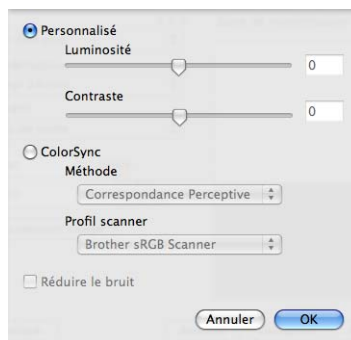 Personnalisé
Luminosité
0
Contraste
0
ColorSync
Méthode
Correspondance Perceptive
Profil scanner
Brother sRGB Scanner
Réduire le bruit
Annuler OK